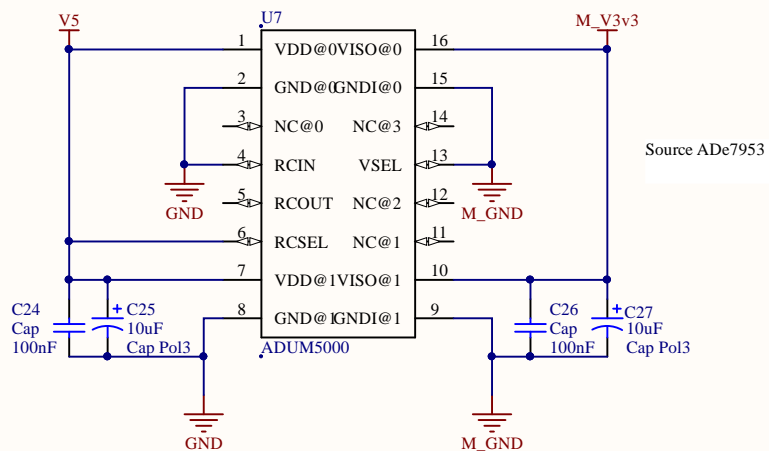 V5
U7
M_V3v3
1 VDD@0 VISO@0 16
2 GND@0 GNDI@0 15
3 NC@0 NC@3 14
4 RCIN VSEL 13
5 RCOUT NC@2 12
6 RCSEL NC@1 11
7 VDD@1 VISO@1 10
8 GND@1 GNDI@1 9
ADUM5000
GND
M_GND
Source ADe7953
C24
Cap
100nF
+
C25
10uF
Cap Pol3
C26
Cap
100nF
+
C27
10uF
Cap Pol3
GND
M_GND